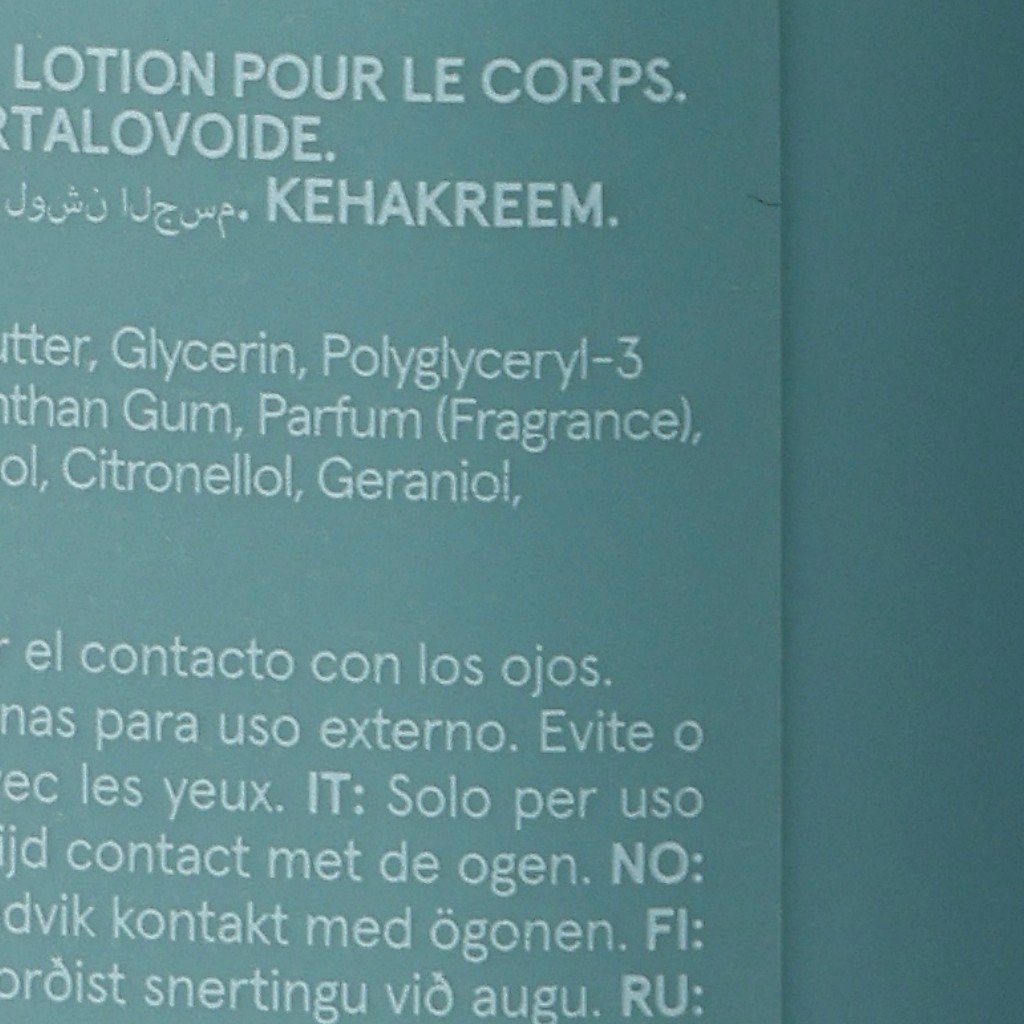 LOTION POUR LE CORPS.
RTALOVOIDE.
لوشن الجسم. KEHAKREEM.
utter, Glycerin, Polyglyceryl-3
nthan Gum, Parfum (Fragrance),
ol, Citronellol, Geraniol,
r el contacto con los ojos.
nas para uso externo. Evite o
vec les yeux. IT: Solo per uso
ijd contact met de ogen. NO:
dvik kontakt med ögonen. FI:
orðist snertingu við augu. RU: